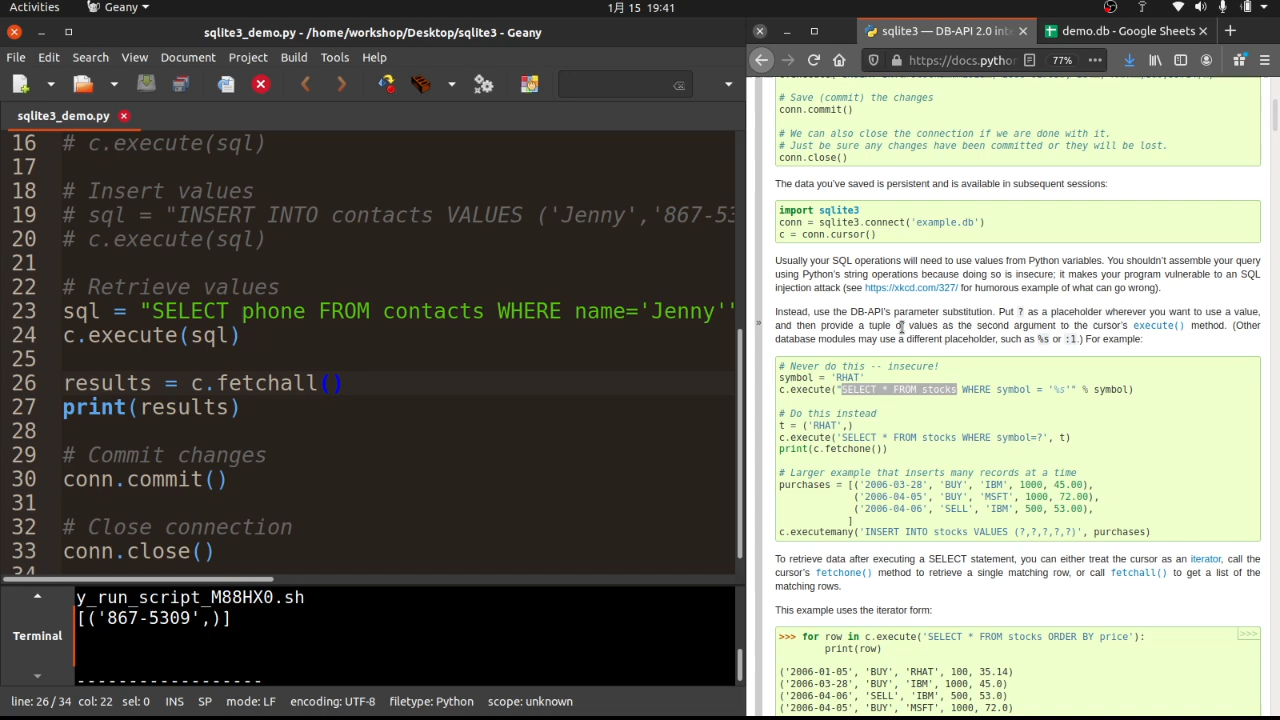 Activities
Geany
1月 15 19:41
sqlite3_demo.py - /home/workshop/Desktop/sqlite3 - Geany
File Edit Search View Document Project Build Tools Help
sqlite3_demo.py
16 # c.execute(sql)
17
18 # Insert values
19 # sql = "INSERT INTO contacts VALUES ('Jenny','867-53
20 # c.execute(sql)
21
22 # Retrieve values
23 sql = "SELECT phone FROM contacts WHERE name='Jenny'"
24 c.execute(sql)
25
26 results = c.fetchall()
27 print(results)
28
29 # Commit changes
30 conn.commit()
31
32 # Close connection
33 conn.close()
Terminal
y_run_script_M88HX0.sh
[('867-5309',)]
------------------
line: 26 / 34 col: 22 sel: 0 INS SP mode: LF encoding: UTF-8 filetype: Python scope: unknown
sqlite3 — DB-API 2.0 inte
demo.db - Google Sheets
https://docs.python
77%
# Save (commit) the changes
conn.commit()
# We can also close the connection if we are done with it.
# Just be sure any changes have been committed or they will be lost.
conn.close()
The data you've saved is persistent and is available in subsequent sessions:
import sqlite3
conn = sqlite3.connect('example.db')
c = conn.cursor()
Usually your SQL operations will need to use values from Python variables. You shouldn't assemble your query
using Python's string operations because doing so is insecure; it makes your program vulnerable to an SQL
injection attack (see https://xkcd.com/327/ for humorous example of what can go wrong).
Instead, use the DB-API's parameter substitution. Put ? as a placeholder wherever you want to use a value,
and then provide a tuple of values as the second argument to the cursor's execute() method. (Other
database modules may use a different placeholder, such as %s or :1.) For example:
# Never do this -- insecure!
symbol = 'RHAT'
c.execute("SELECT * FROM stocks WHERE symbol = '%s'" % symbol)
# Do this instead
t = ('RHAT',)
c.execute('SELECT * FROM stocks WHERE symbol=?', t)
print(c.fetchone())
# Larger example that inserts many records at a time
purchases = [('2006-03-28', 'BUY', 'IBM', 1000, 45.00),
('2006-04-05', 'BUY', 'MSFT', 1000, 72.00),
('2006-04-06', 'SELL', 'IBM', 500, 53.00),
]
c.executemany('INSERT INTO stocks VALUES (?,?,?,?,?)', purchases)
To retrieve data after executing a SELECT statement, you can either treat the cursor as an iterator, call the
cursor's fetchone() method to retrieve a single matching row, or call fetchall() to get a list of the
matching rows.
This example uses the iterator form:
>>> for row in c.execute('SELECT * FROM stocks ORDER BY price'):
print(row)
>>>
('2006-01-05', 'BUY', 'RHAT', 100, 35.14)
('2006-03-28', 'BUY', 'IBM', 1000, 45.0)
('2006-04-06', 'SELL', 'IBM', 500, 53.0)
('2006-04-05', 'BUY', 'MSFT', 1000, 72.0)